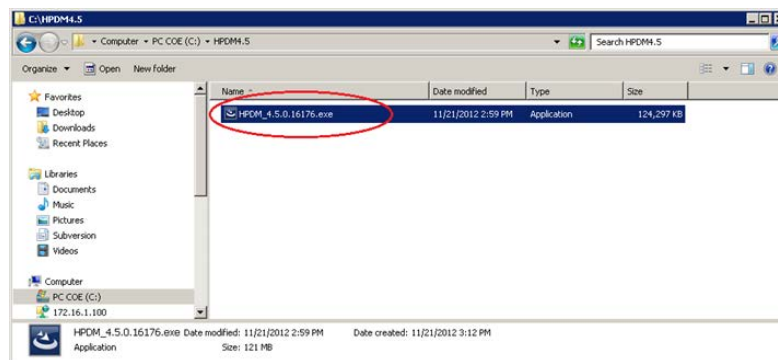 C:\HPDM4.5
Computer PC COE (C:) HPDM4.5 Search HPDM4.5
Organize Open New folder
Name Date modified Type Size
Favorites
HPDM_4.5.0.16176.exe 11/21/2012 2:59 PM Application 124,297 KB
Desktop
Downloads
Recent Places
Libraries
Documents
Music
Pictures
Subversion
Videos
Computer
PC COE (C:)
172.16.1.100
HPDM_4.5.0.16176.exe Date modified: 11/21/2012 2:59 PM Date created: 11/21/2012 3:12 PM
Application Size: 121 MB